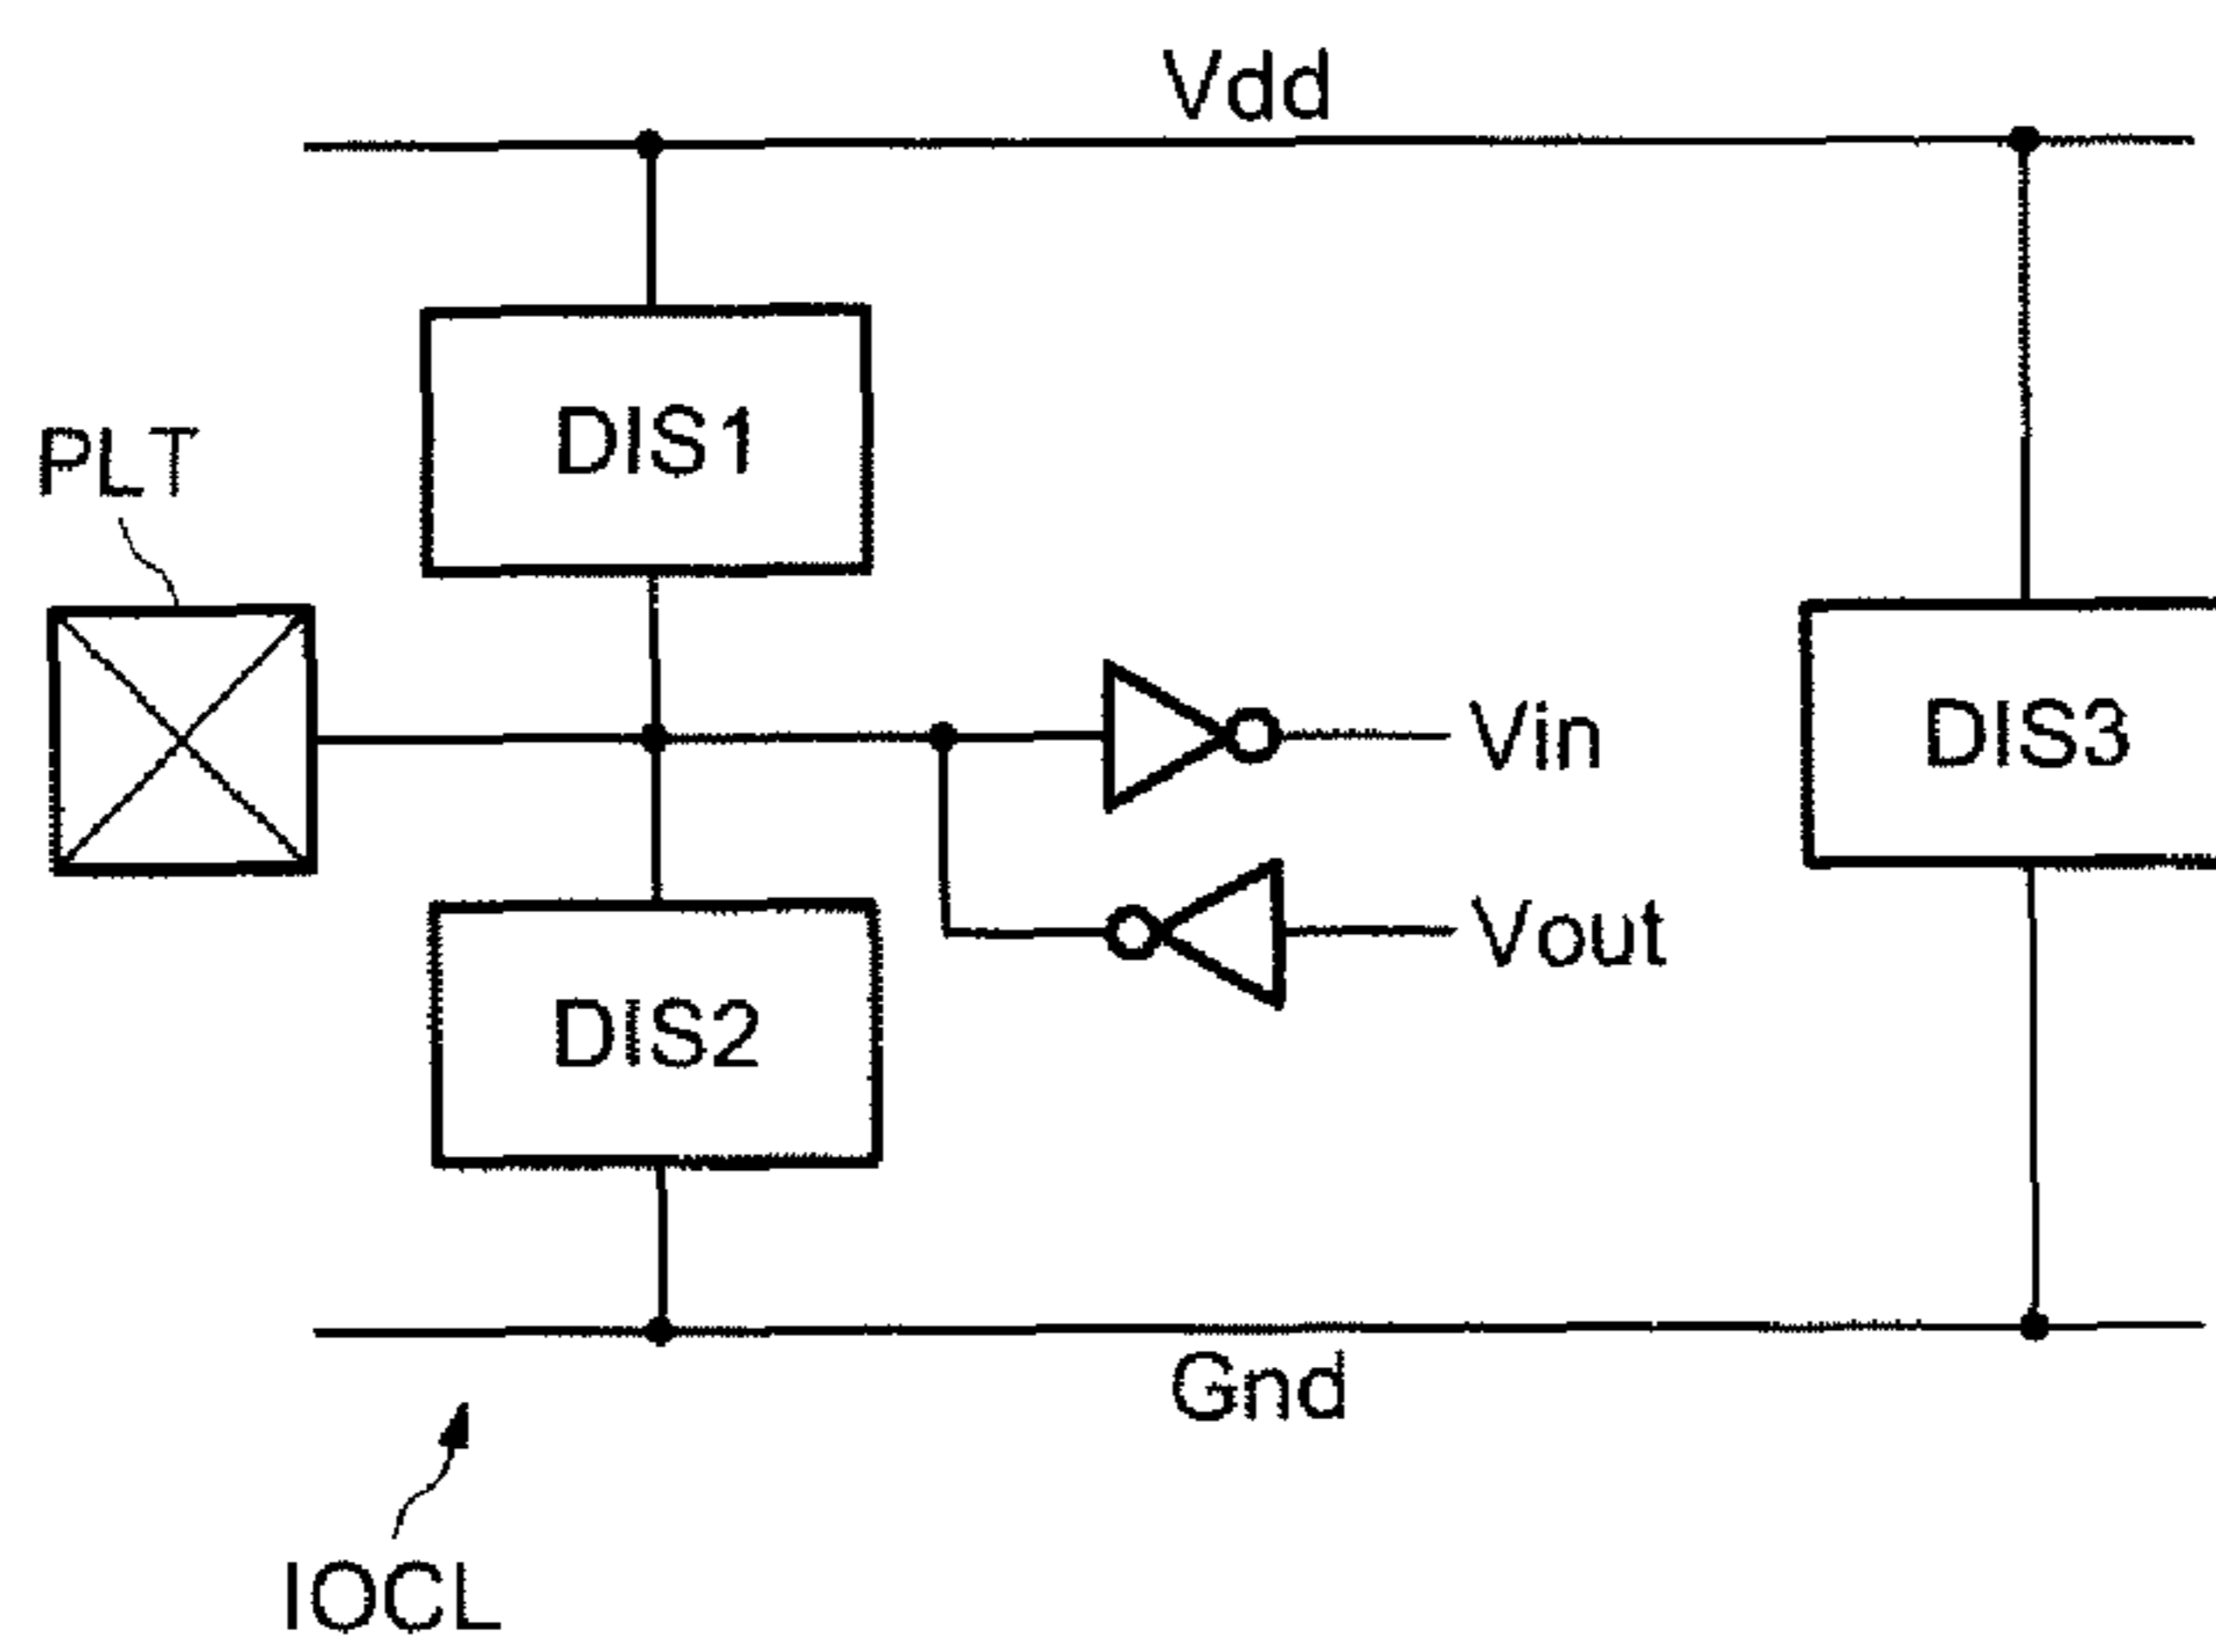 Vdd
DIS1
PLT
Vin
DIS3
Vout
DIS2
Gnd
IOCL